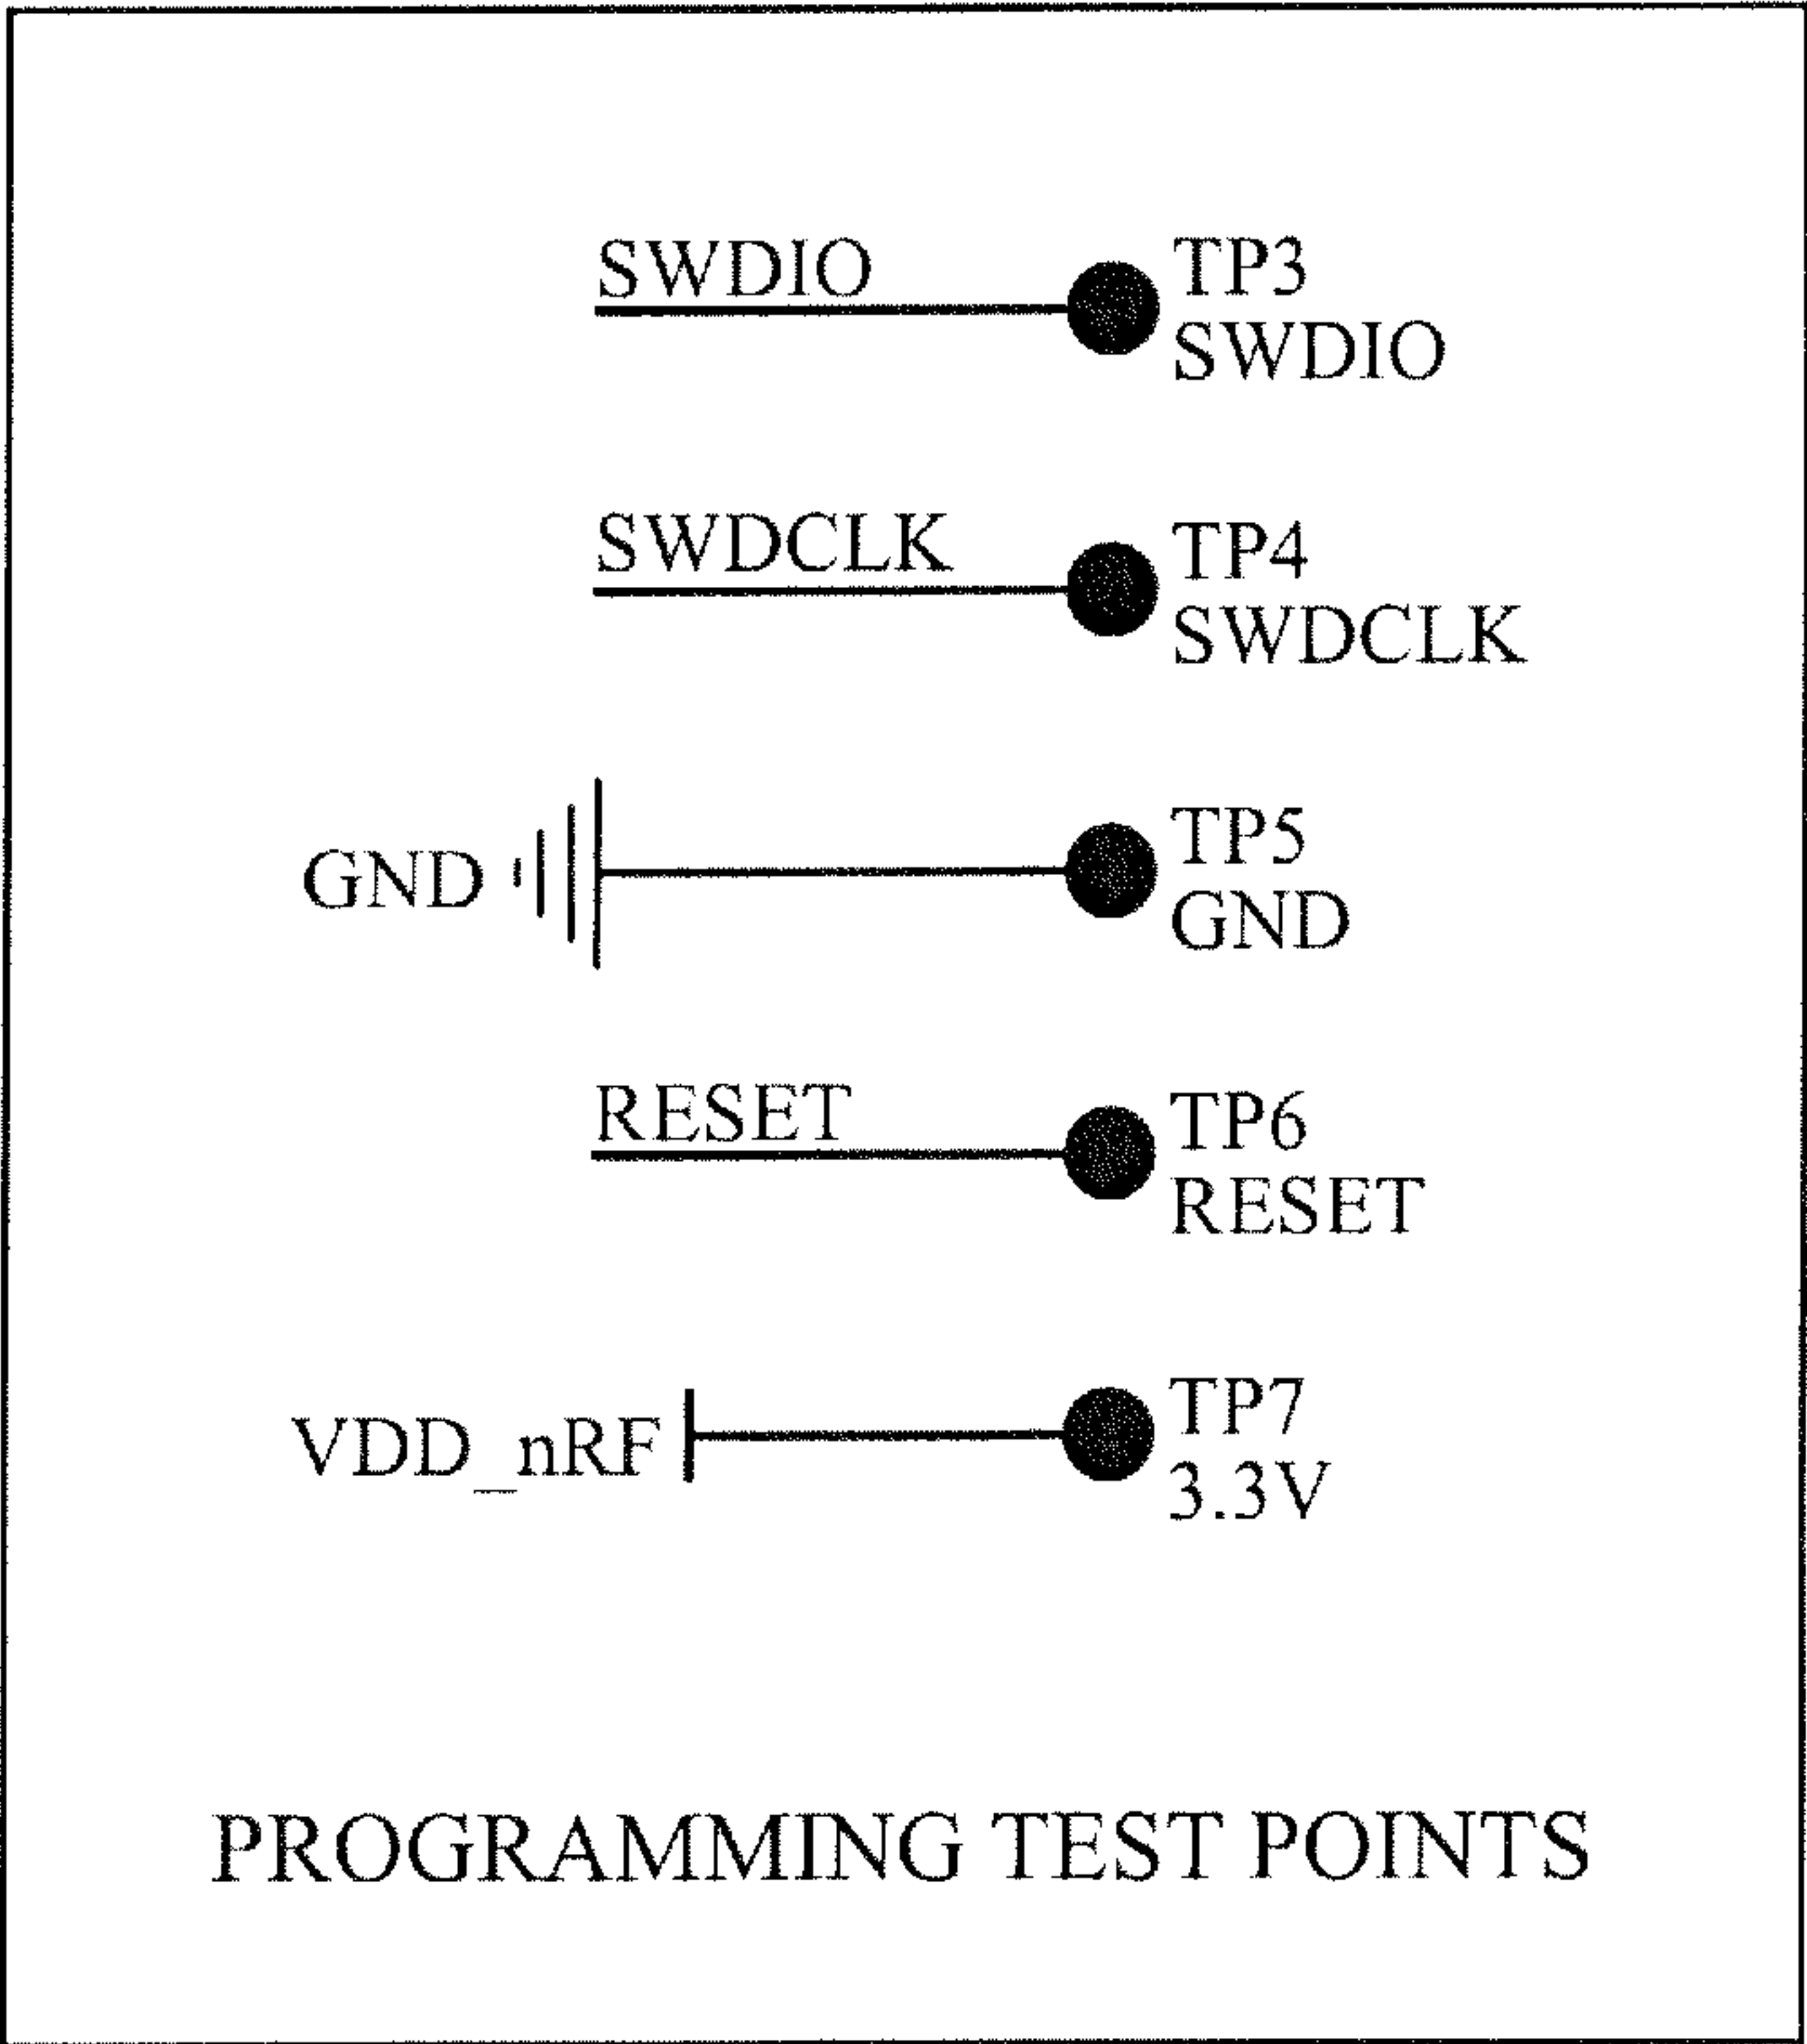 SWDIO
TP3
SWDIO
SWDCLK
TP4
SWDCLK
GND
TP5
GND
RESET
TP6
RESET
VDD_nRF
TP7
3.3V
PROGRAMMING TEST POINTS